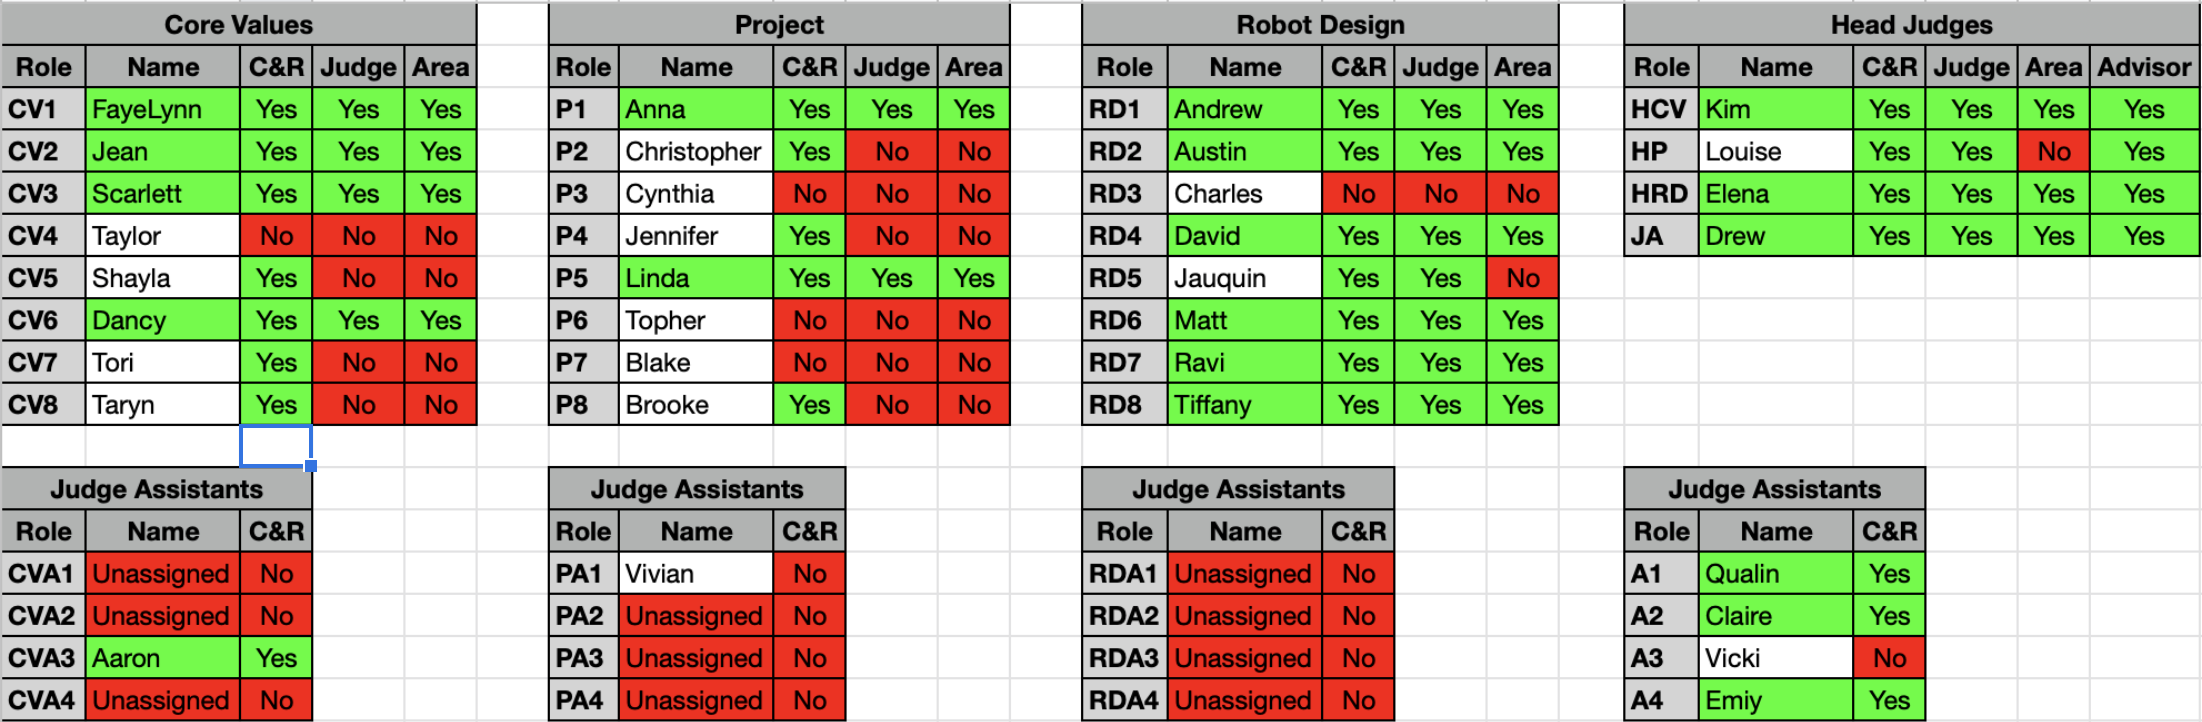 Core Values Project Robot Design Head Judges
Role Name C&R Judge Area Role Name C&R Judge Area Role Name C&R Judge Area Role Name C&R Judge Area Advisor
CV1 FayeLynn Yes Yes Yes P1 Anna Yes Yes Yes RD1 Andrew Yes Yes Yes HCV Kim Yes Yes Yes Yes
CV2 Jean Yes Yes Yes P2 Christopher Yes No No RD2 Austin Yes Yes Yes HP Louise Yes Yes No Yes
CV3 Scarlett Yes Yes Yes P3 Cynthia No No No RD3 Charles No No No HRD Elena Yes Yes Yes Yes
CV4 Taylor No No No P4 Jennifer Yes No No RD4 David Yes Yes Yes JA Drew Yes Yes Yes Yes
CV5 Shayla Yes No No P5 Linda Yes Yes Yes RD5 Jauquin Yes Yes No
CV6 Dancy Yes Yes Yes P6 Topher No No No RD6 Matt Yes Yes Yes
CV7 Tori Yes No No P7 Blake No No No RD7 Ravi Yes Yes Yes
CV8 Taryn Yes No No P8 Brooke Yes No No RD8 Tiffany Yes Yes Yes
Judge Assistants Judge Assistants Judge Assistants Judge Assistants
Role Name C&R Role Name C&R Role Name C&R Role Name C&R
CVA1 Unassigned No PA1 Vivian No RDA1 Unassigned No A1 Qualin Yes
CVA2 Unassigned No PA2 Unassigned No RDA2 Unassigned No A2 Claire Yes
CVA3 Aaron Yes PA3 Unassigned No RDA3 Unassigned No A3 Vicki No
CVA4 Unassigned No PA4 Unassigned No RDA4 Unassigned No A4 Emiy Yes